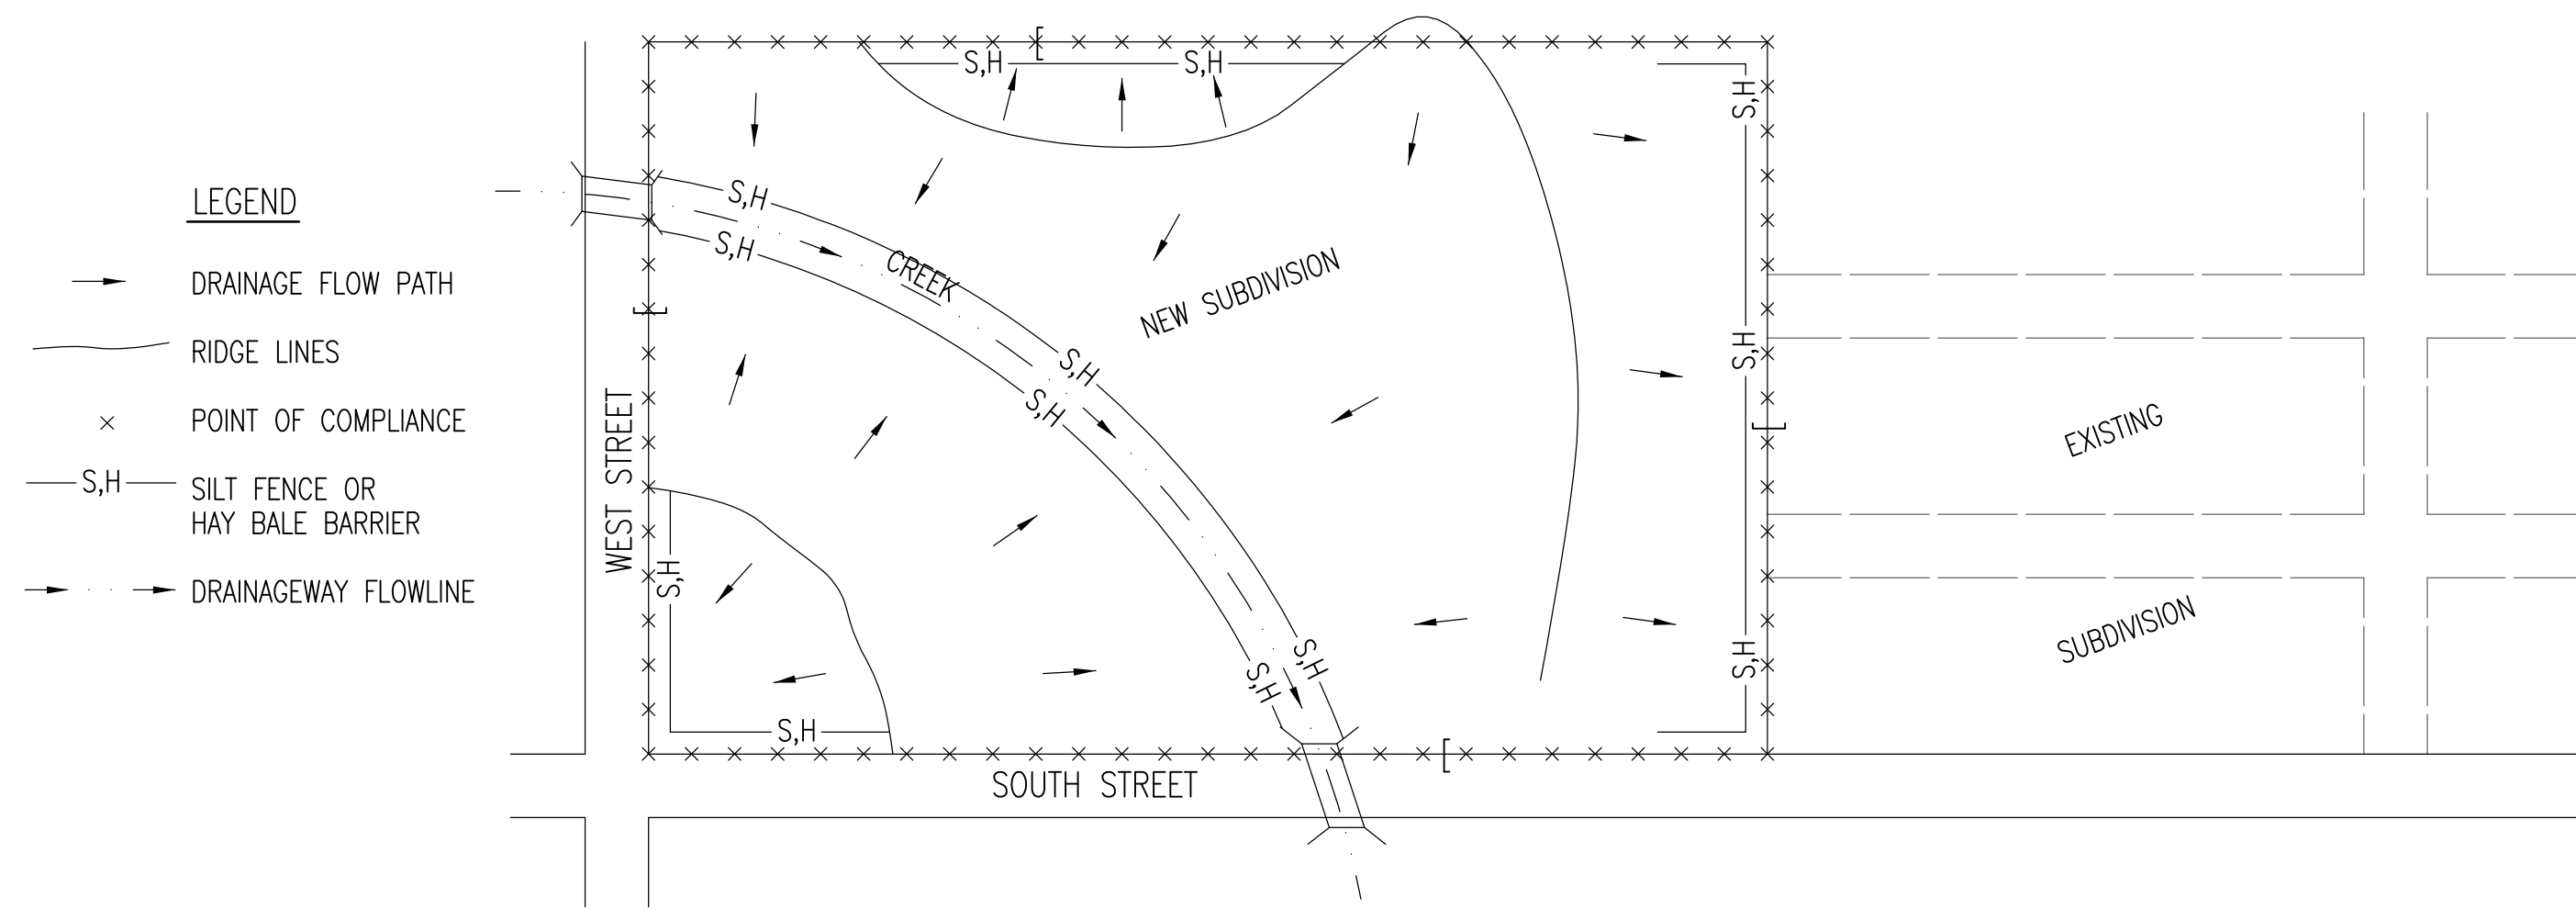 LEGEND
DRAINAGE FLOW PATH
RIDGE LINES
POINT OF COMPLIANCE
S,H
SILT FENCE OR
HAY BALE BARRIER
DRAINAGEWAY FLOWLINE
S,H
S,H
S,H
S,H
S,H
CREEK
NEW SUBDIVISION
S,H
S,H
S,H
WEST STREET
EXISTING
S,H
SUBDIVISION
S,H
S,H
S,H
S,H
SOUTH STREET